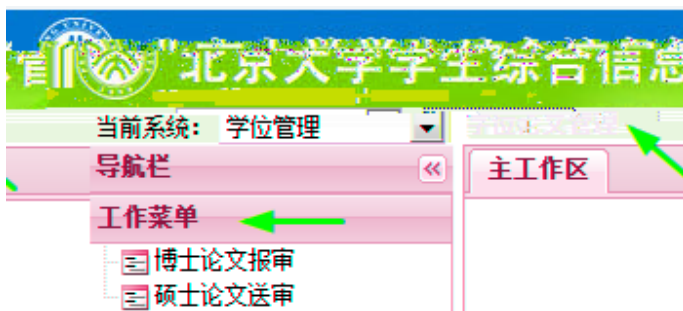 北京大学学生综合信息
当前系统： 学位管理
导航栏
主工作区
工作菜单
博士论文报审
硕士论文送审